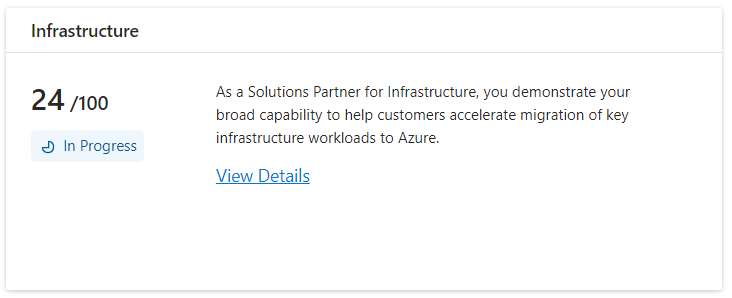 Infrastructure
24 /100
In Progress
As a Solutions Partner for Infrastructure, you demonstrate your
broad capability to help customers accelerate migration of key
infrastructure workloads to Azure.
View Details